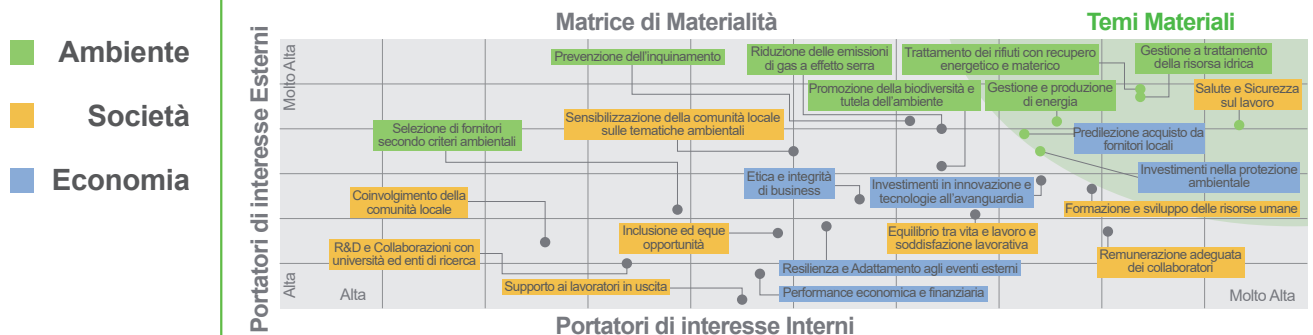 Matrice di Materialità
Temi Materiali
Ambiente
Società
Economia
Portatori di interesse Esterni
Molto Alta
Alta
Prevenzione dell'inquinamento
Riduzione delle emissioni
di gas a effetto serra
Trattamento dei rifiuti con recupero
energetico e materico
Gestione a trattamento
della risorsa idrica
Promozione della biodiversità e
tutela dell'ambiente
Gestione e produzione
di energia
Salute e Sicurezza
sul lavoro
Sensibilizzazione della comunità locale
sulle tematiche ambientali
Selezione di fornitori
secondo criteri ambientali
Predilezione acquisto da
fornitori locali
Etica e integrità
di business
Investimenti in innovazione e
tecnologie all'avanguardia
Investimenti nella protezione
ambientale
Coinvolgimento della
comunità locale
Formazione e sviluppo delle risorse umane
Inclusione ed eque
opportunità
Equilibrio tra vita e lavoro e
soddisfazione lavorativa
R&D e Collaborazioni con
università ed enti di ricerca
Remunerazione adeguata
dei collaboratori
Resilienza e Adattamento agli eventi esterni
Supporto ai lavoratori in uscita
Performance economica e finanziaria
Alta
Molto Alta
Portatori di interesse Interni